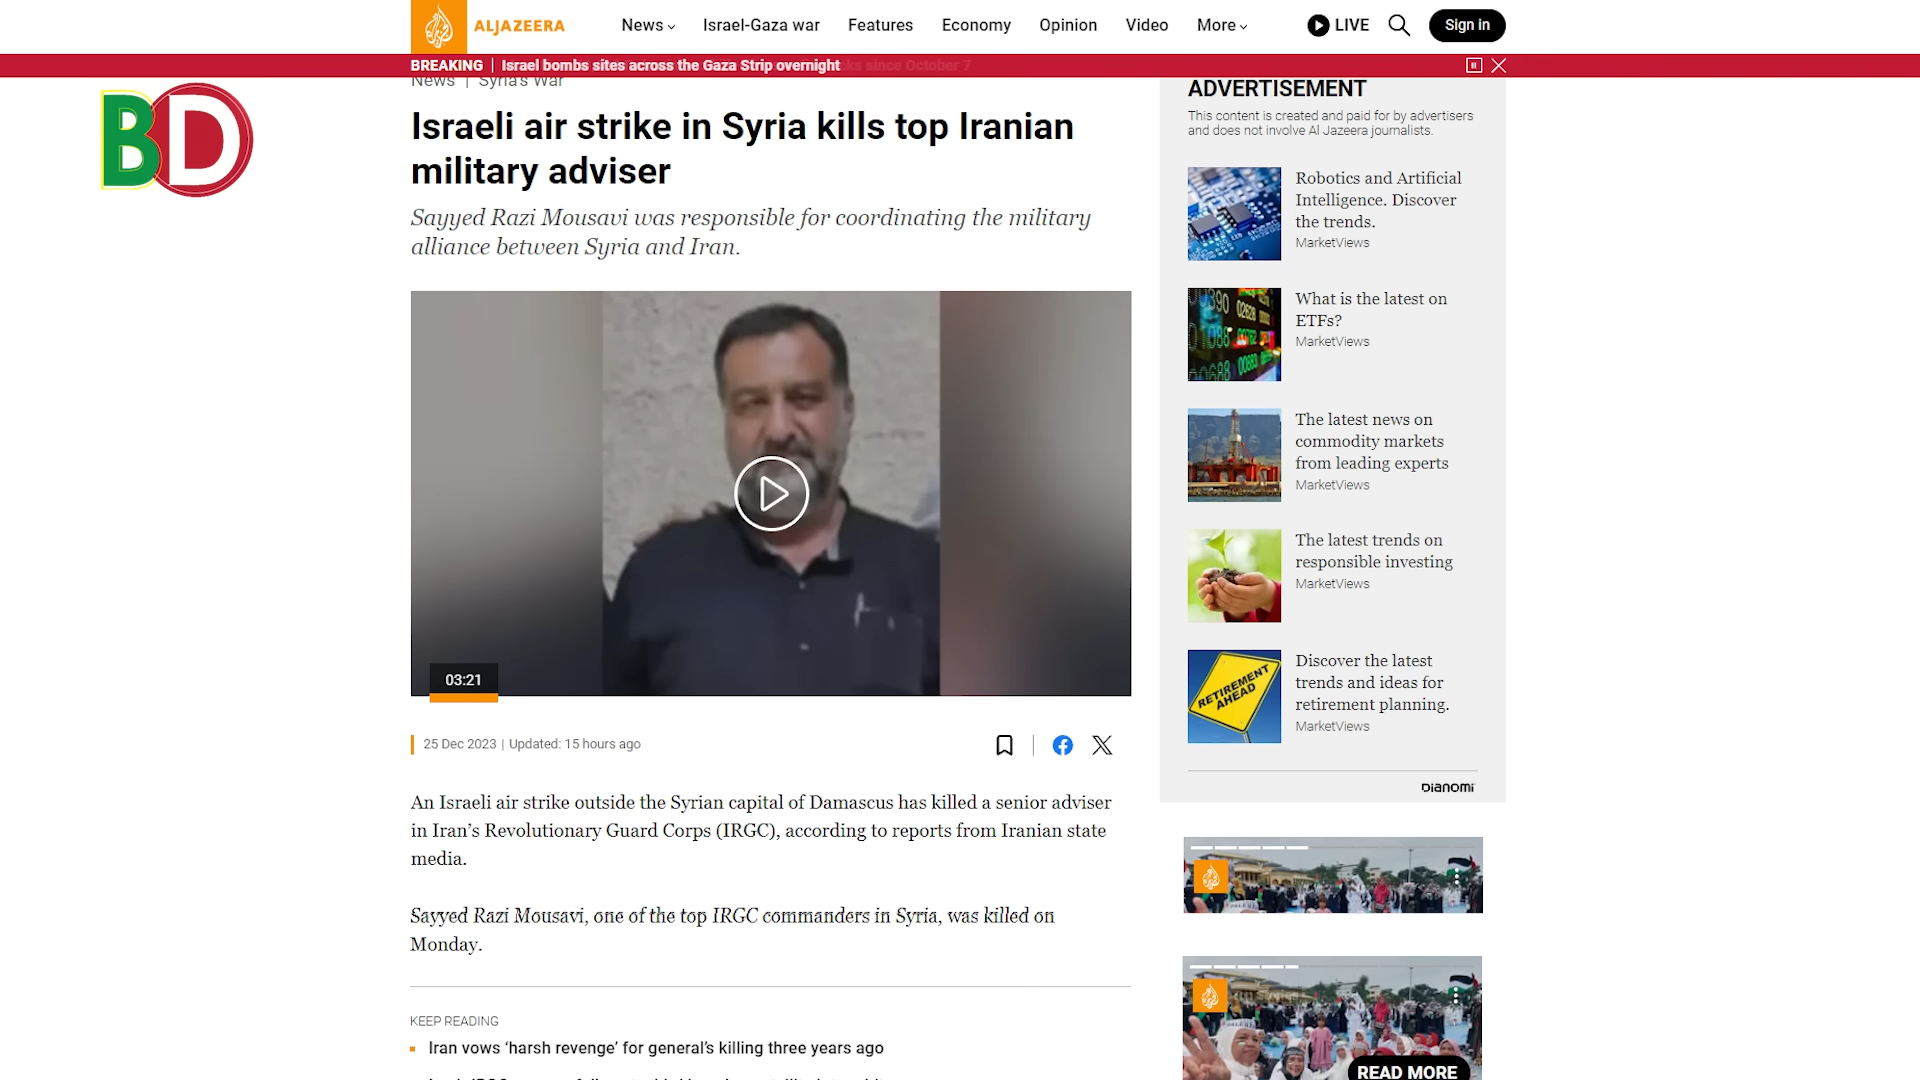 ALJAZEERA
News
Israel-Gaza war
Features
Economy
Opinion
Video
More
LIVE
Sign in
BREAKING | Israel bombs sites across the Gaza Strip overnight
since October 7
News | Syria's War
BD
Israeli air strike in Syria kills top Iranian
military adviser
Sayyed Razi Mousavi was responsible for coordinating the military
alliance between Syria and Iran.
03:21
25 Dec 2023 | Updated: 15 hours ago
An Israeli air strike outside the Syrian capital of Damascus has killed a senior adviser
in Iran’s Revolutionary Guard Corps (IRGC), according to reports from Iranian state
media.
Sayyed Razi Mousavi, one of the top IRGC commanders in Syria, was killed on
Monday.
KEEP READING
Iran vows ‘harsh revenge’ for general’s killing three years ago
ADVERTISEMENT
This content is created and paid for by advertisers
and does not involve Al Jazeera journalists.
Robotics and Artificial
Intelligence. Discover
the trends.
MarketViews
What is the latest on
ETFs?
MarketViews
The latest news on
commodity markets
from leading experts
MarketViews
The latest trends on
responsible investing
MarketViews
RETIREMENT
AHEAD
Discover the latest
trends and ideas for
retirement planning.
MarketViews
DIANOMI
READ MORE